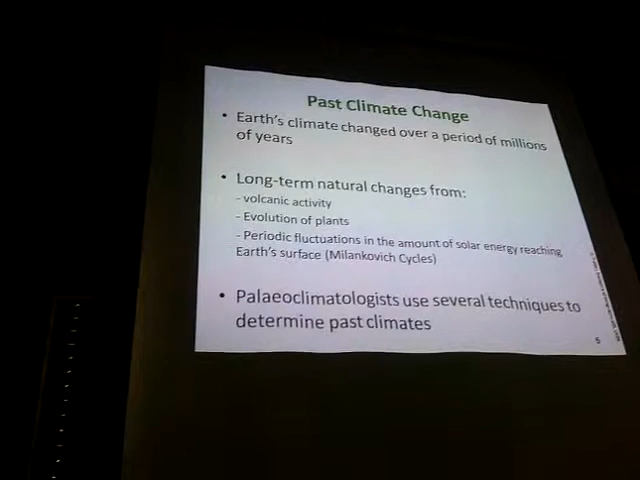 Past Climate Change
• Earth's climate changed over a period of millions
of years
• Long-term natural changes from:
- volcanic activity
- Evolution of plants
- Periodic fluctuations in the amount of solar energy reaching
Earth's surface (Milankovich Cycles)
• Palaeoclimatologists use several techniques to
determine past climates
5